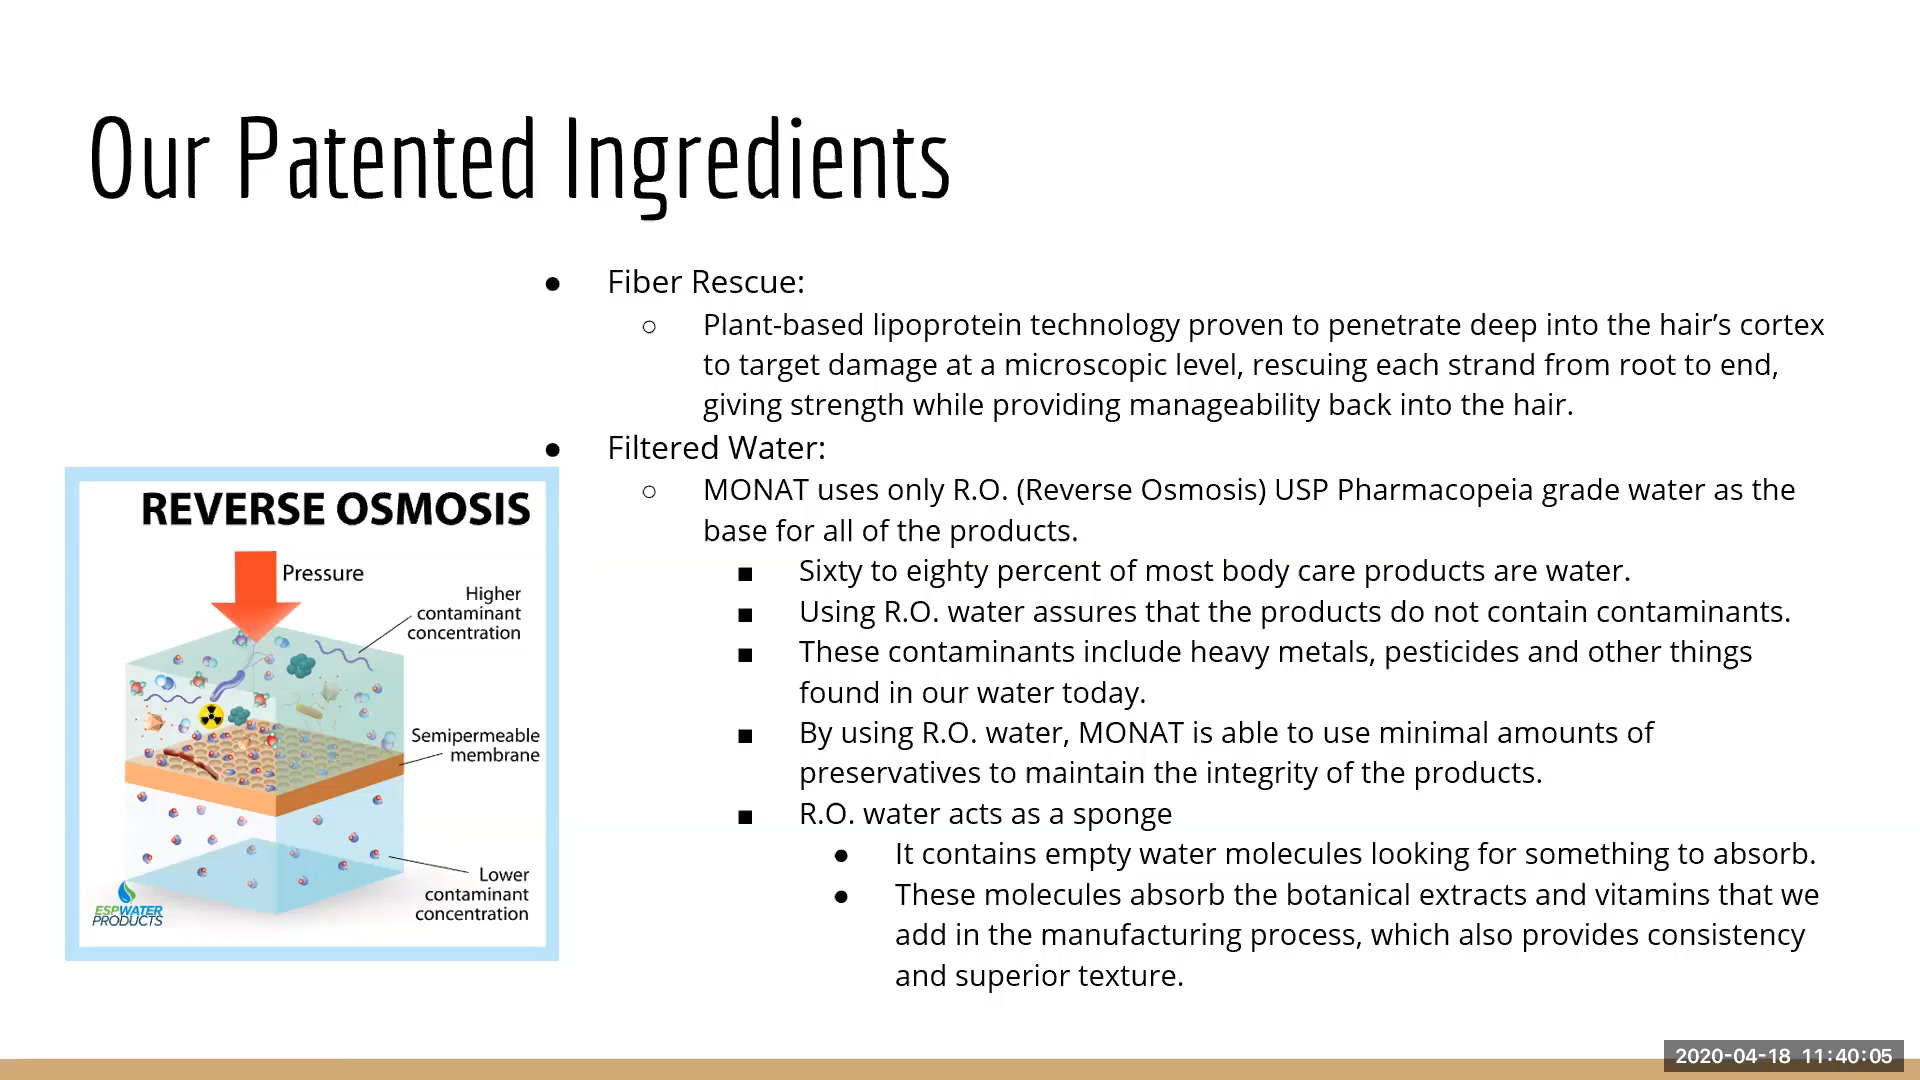 Our Patented Ingredients
● Fiber Rescue:
○ Plant-based lipoprotein technology proven to penetrate deep into the hair’s cortex
to target damage at a microscopic level, rescuing each strand from root to end,
giving strength while providing manageability back into the hair.
● Filtered Water:
○ MONAT uses only R.O. (Reverse Osmosis) USP Pharmacopeia grade water as the
base for all of the products.
■ Sixty to eighty percent of most body care products are water.
■ Using R.O. water assures that the products do not contain contaminants.
■ These contaminants include heavy metals, pesticides and other things
found in our water today.
■ By using R.O. water, MONAT is able to use minimal amounts of
preservatives to maintain the integrity of the products.
■ R.O. water acts as a sponge
● It contains empty water molecules looking for something to absorb.
● These molecules absorb the botanical extracts and vitamins that we
add in the manufacturing process, which also provides consistency
and superior texture.
REVERSE OSMOSIS
Pressure
Higher
contaminant
concentration
Semipermeable
membrane
Lower
contaminant
concentration
ESPWATER
PRODUCTS
2020-04-18 11:40:05